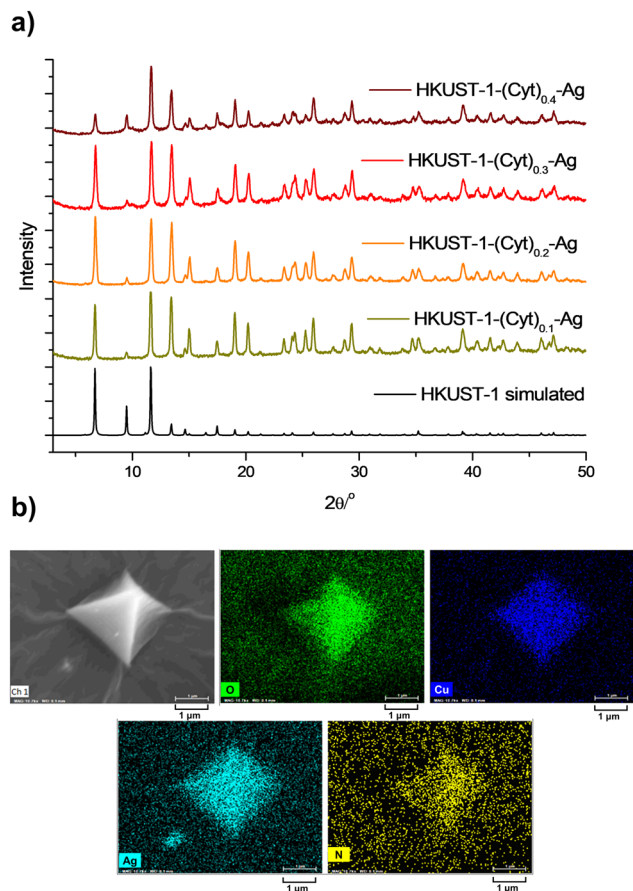 a)
HKUST-1-(Cyt)0.4-Ag
HKUST-1-(Cyt)0.3-Ag
HKUST-1-(Cyt)0.2-Ag
HKUST-1-(Cyt)0.1-Ag
HKUST-1 simulated
Intensity
10 20 30 40 50
2θ/°
b)
Ch 1
1 µm
O
1 µm
Cu
1 µm
Ag
1 µm
N
1 µm